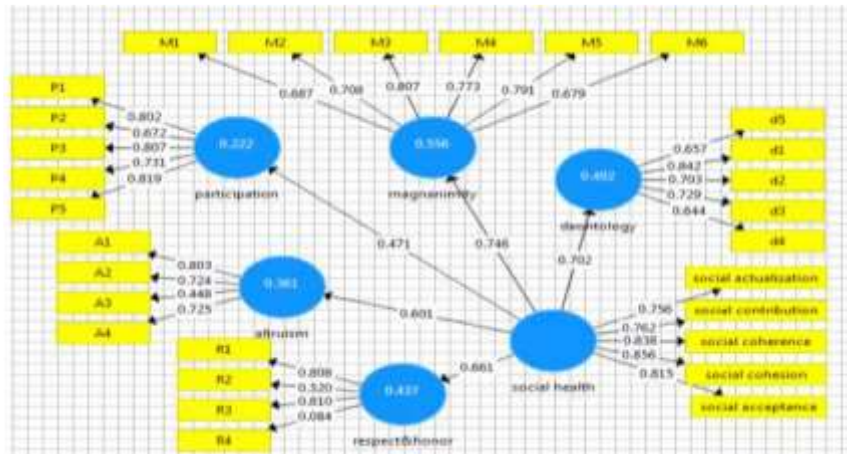 M1 M2 M3 M4 M5 M6
0.687 0.708 0.807 0.773 0.791 0.679
0.556
magnanimity
P1
P2
P3
P4
P5
0.802
0.672
0.807
0.731
0.819
0.222
participation
d5
d1
d2
d3
d4
0.657
0.842
0.703
0.729
0.644
deontology
0.471
0.746
0.702
A1
A2
A3
A4
0.803
0.724
0.448
0.725
0.361
altruism
0.601
R1
R2
R3
R4
0.808
0.810
0.084
0.437
respect&honor
0.661
social health
0.756
0.762
0.838
0.856
0.815
social actualization
social contribution
social coherence
social cohesion
social acceptance